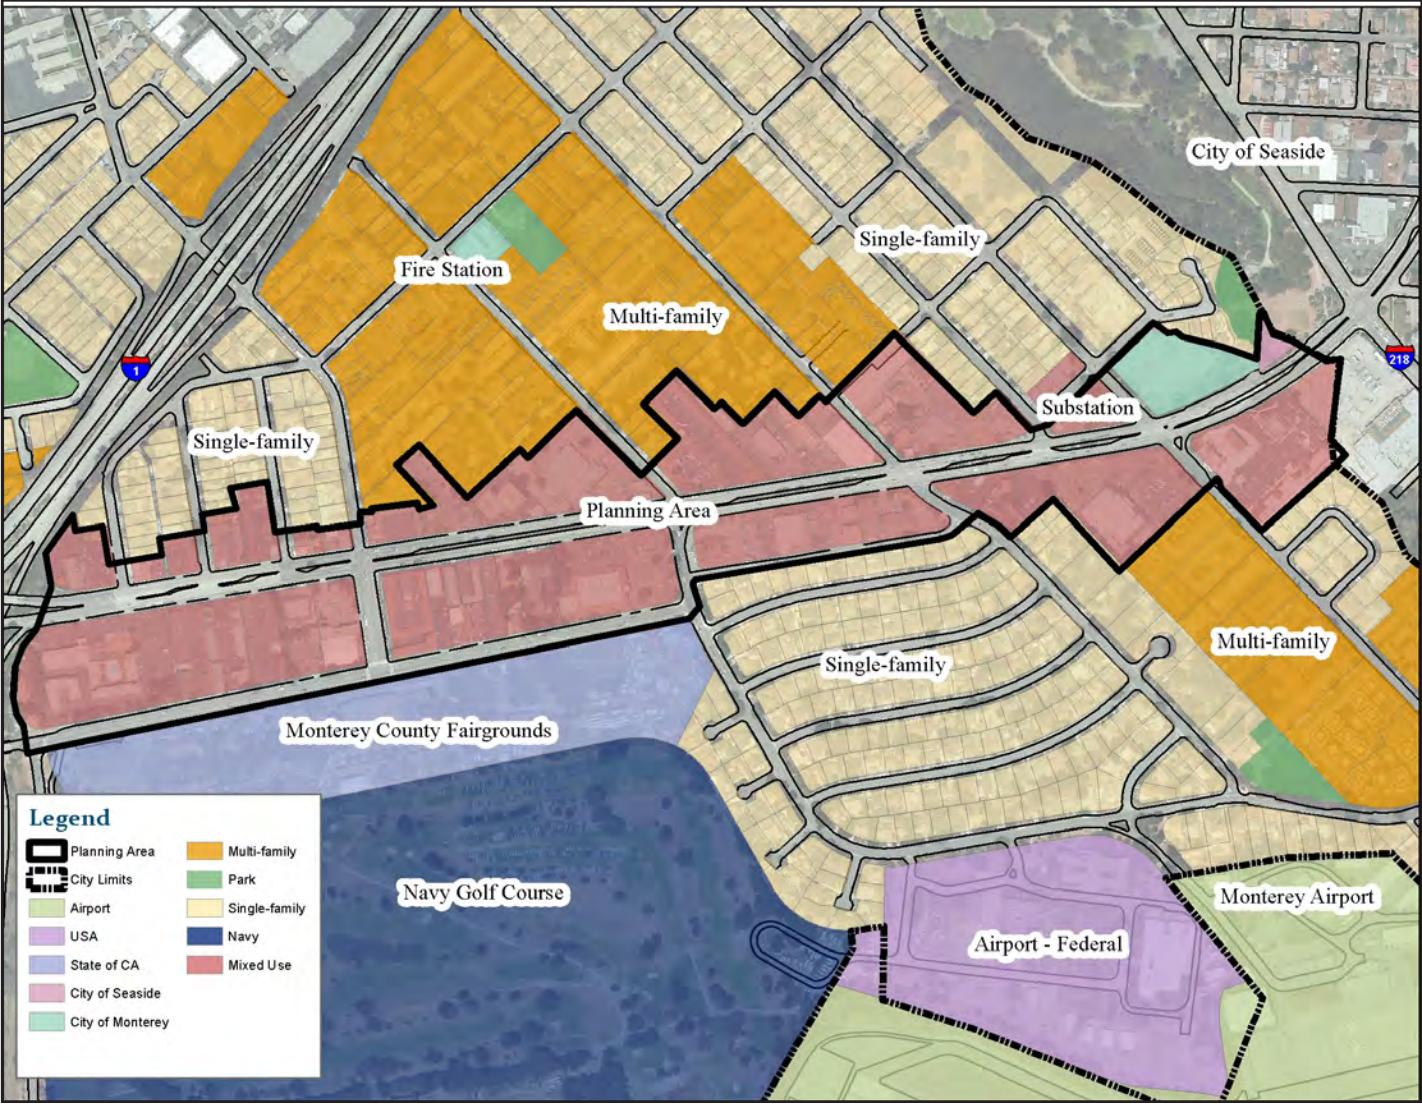 City of Seaside
Single-family
Fire Station
Multi-family
218
1
Substation
Single-family
Planning Area
Multi-family
Single-family
Monterey County Fairgrounds
Navy Golf Course
Monterey Airport
Airport - Federal
Legend
Planning Area
City Limits
Airport
USA
State of CA
City of Seaside
City of Monterey
Multi-family
Park
Single-family
Navy
Mixed Use